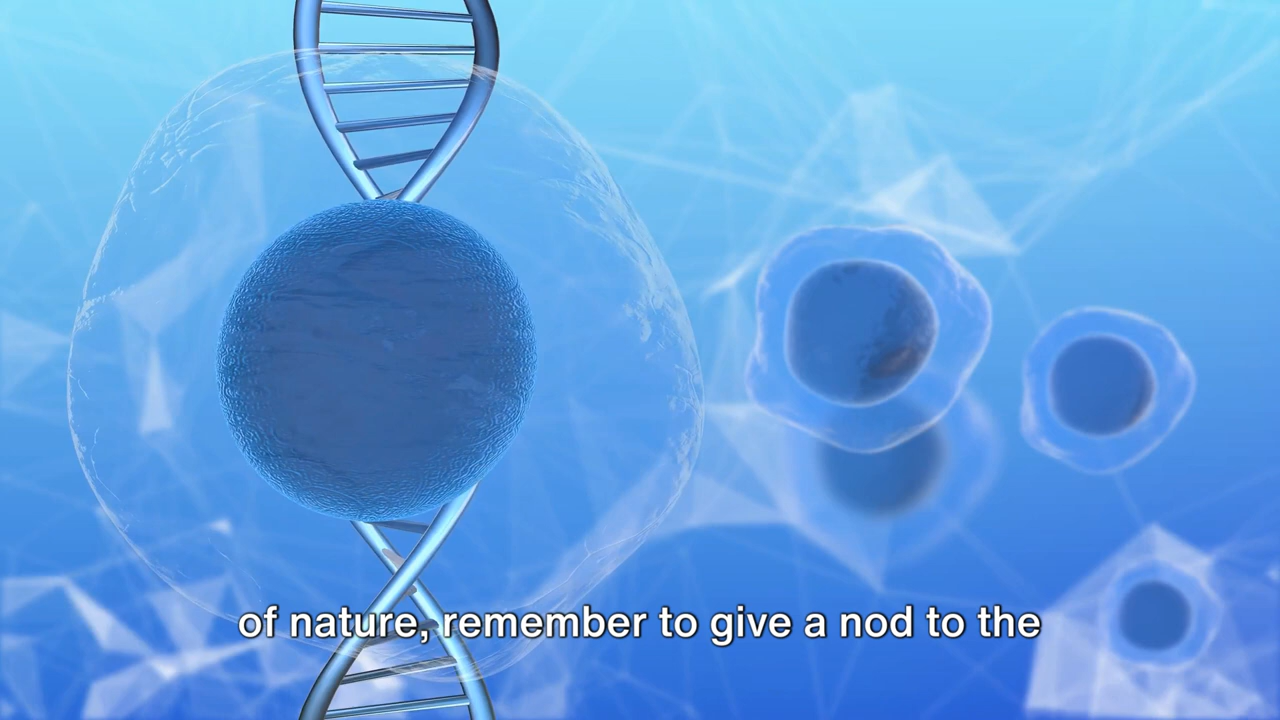 of nature, remember to give a nod to the